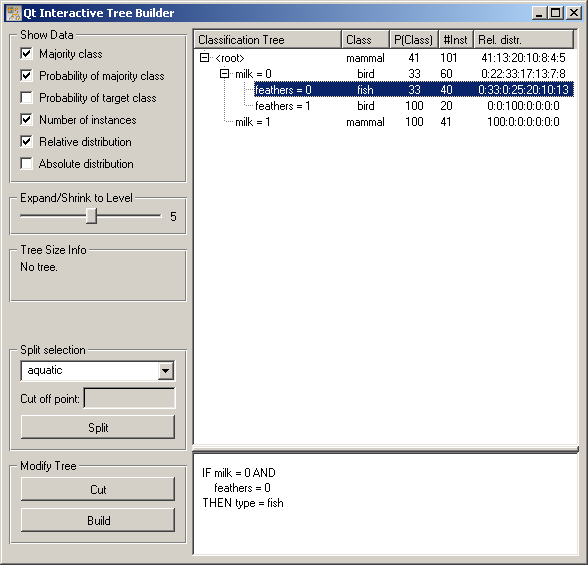 Qt Interactive Tree Builder
Show Data
Majority class
Probability of majority class
Probability of target class
Number of instances
Relative distribution
Absolute distribution
Expand/Shrink to Level
5
Tree Size Info
No tree.
Split selection
aquatic
Cut off point:
Split
Modify Tree
Cut
Build
Classification Tree Class P(Class) #Inst Rel. distr.
<root> mammal 41 101 41:13:20:10:8:4:5
milk = 0 bird 33 60 0:22:33:17:13:7:8
feathers = 0 fish 33 40 0:33:0:25:20:10:13
feathers = 1 bird 100 20 0:0:100:0:0:0:0
milk = 1 mammal 100 41 100:0:0:0:0:0:0
IF milk = 0 AND
feathers = 0
THEN type = fish